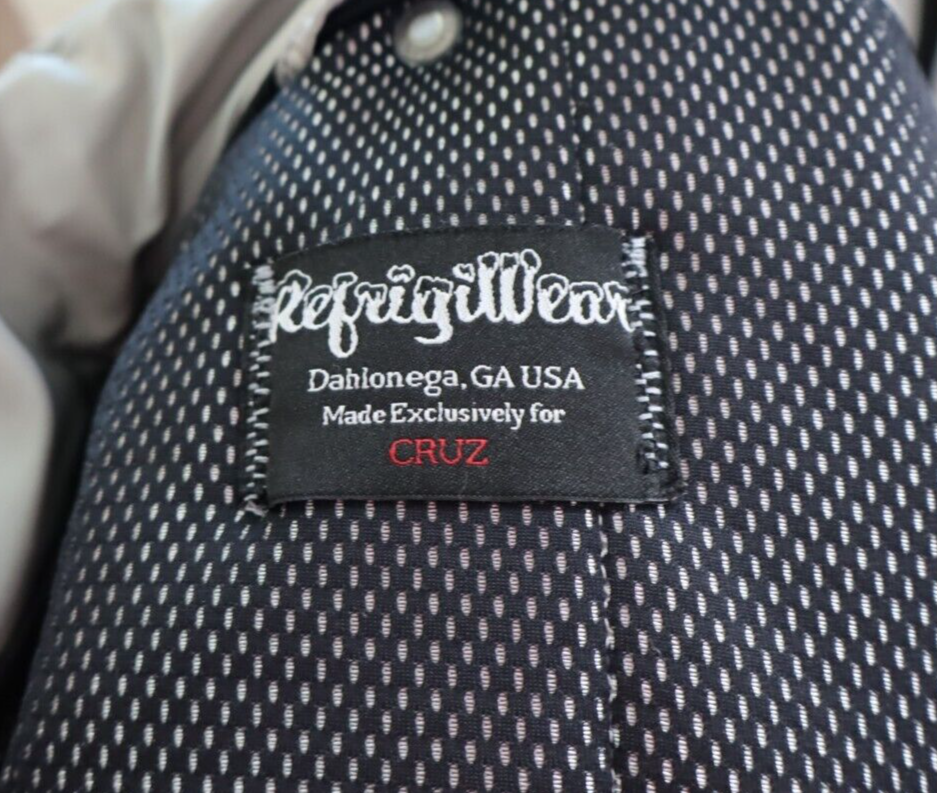 RefrigiWear
Dahlonega, GA USA
Made Exclusively for
CRUZ